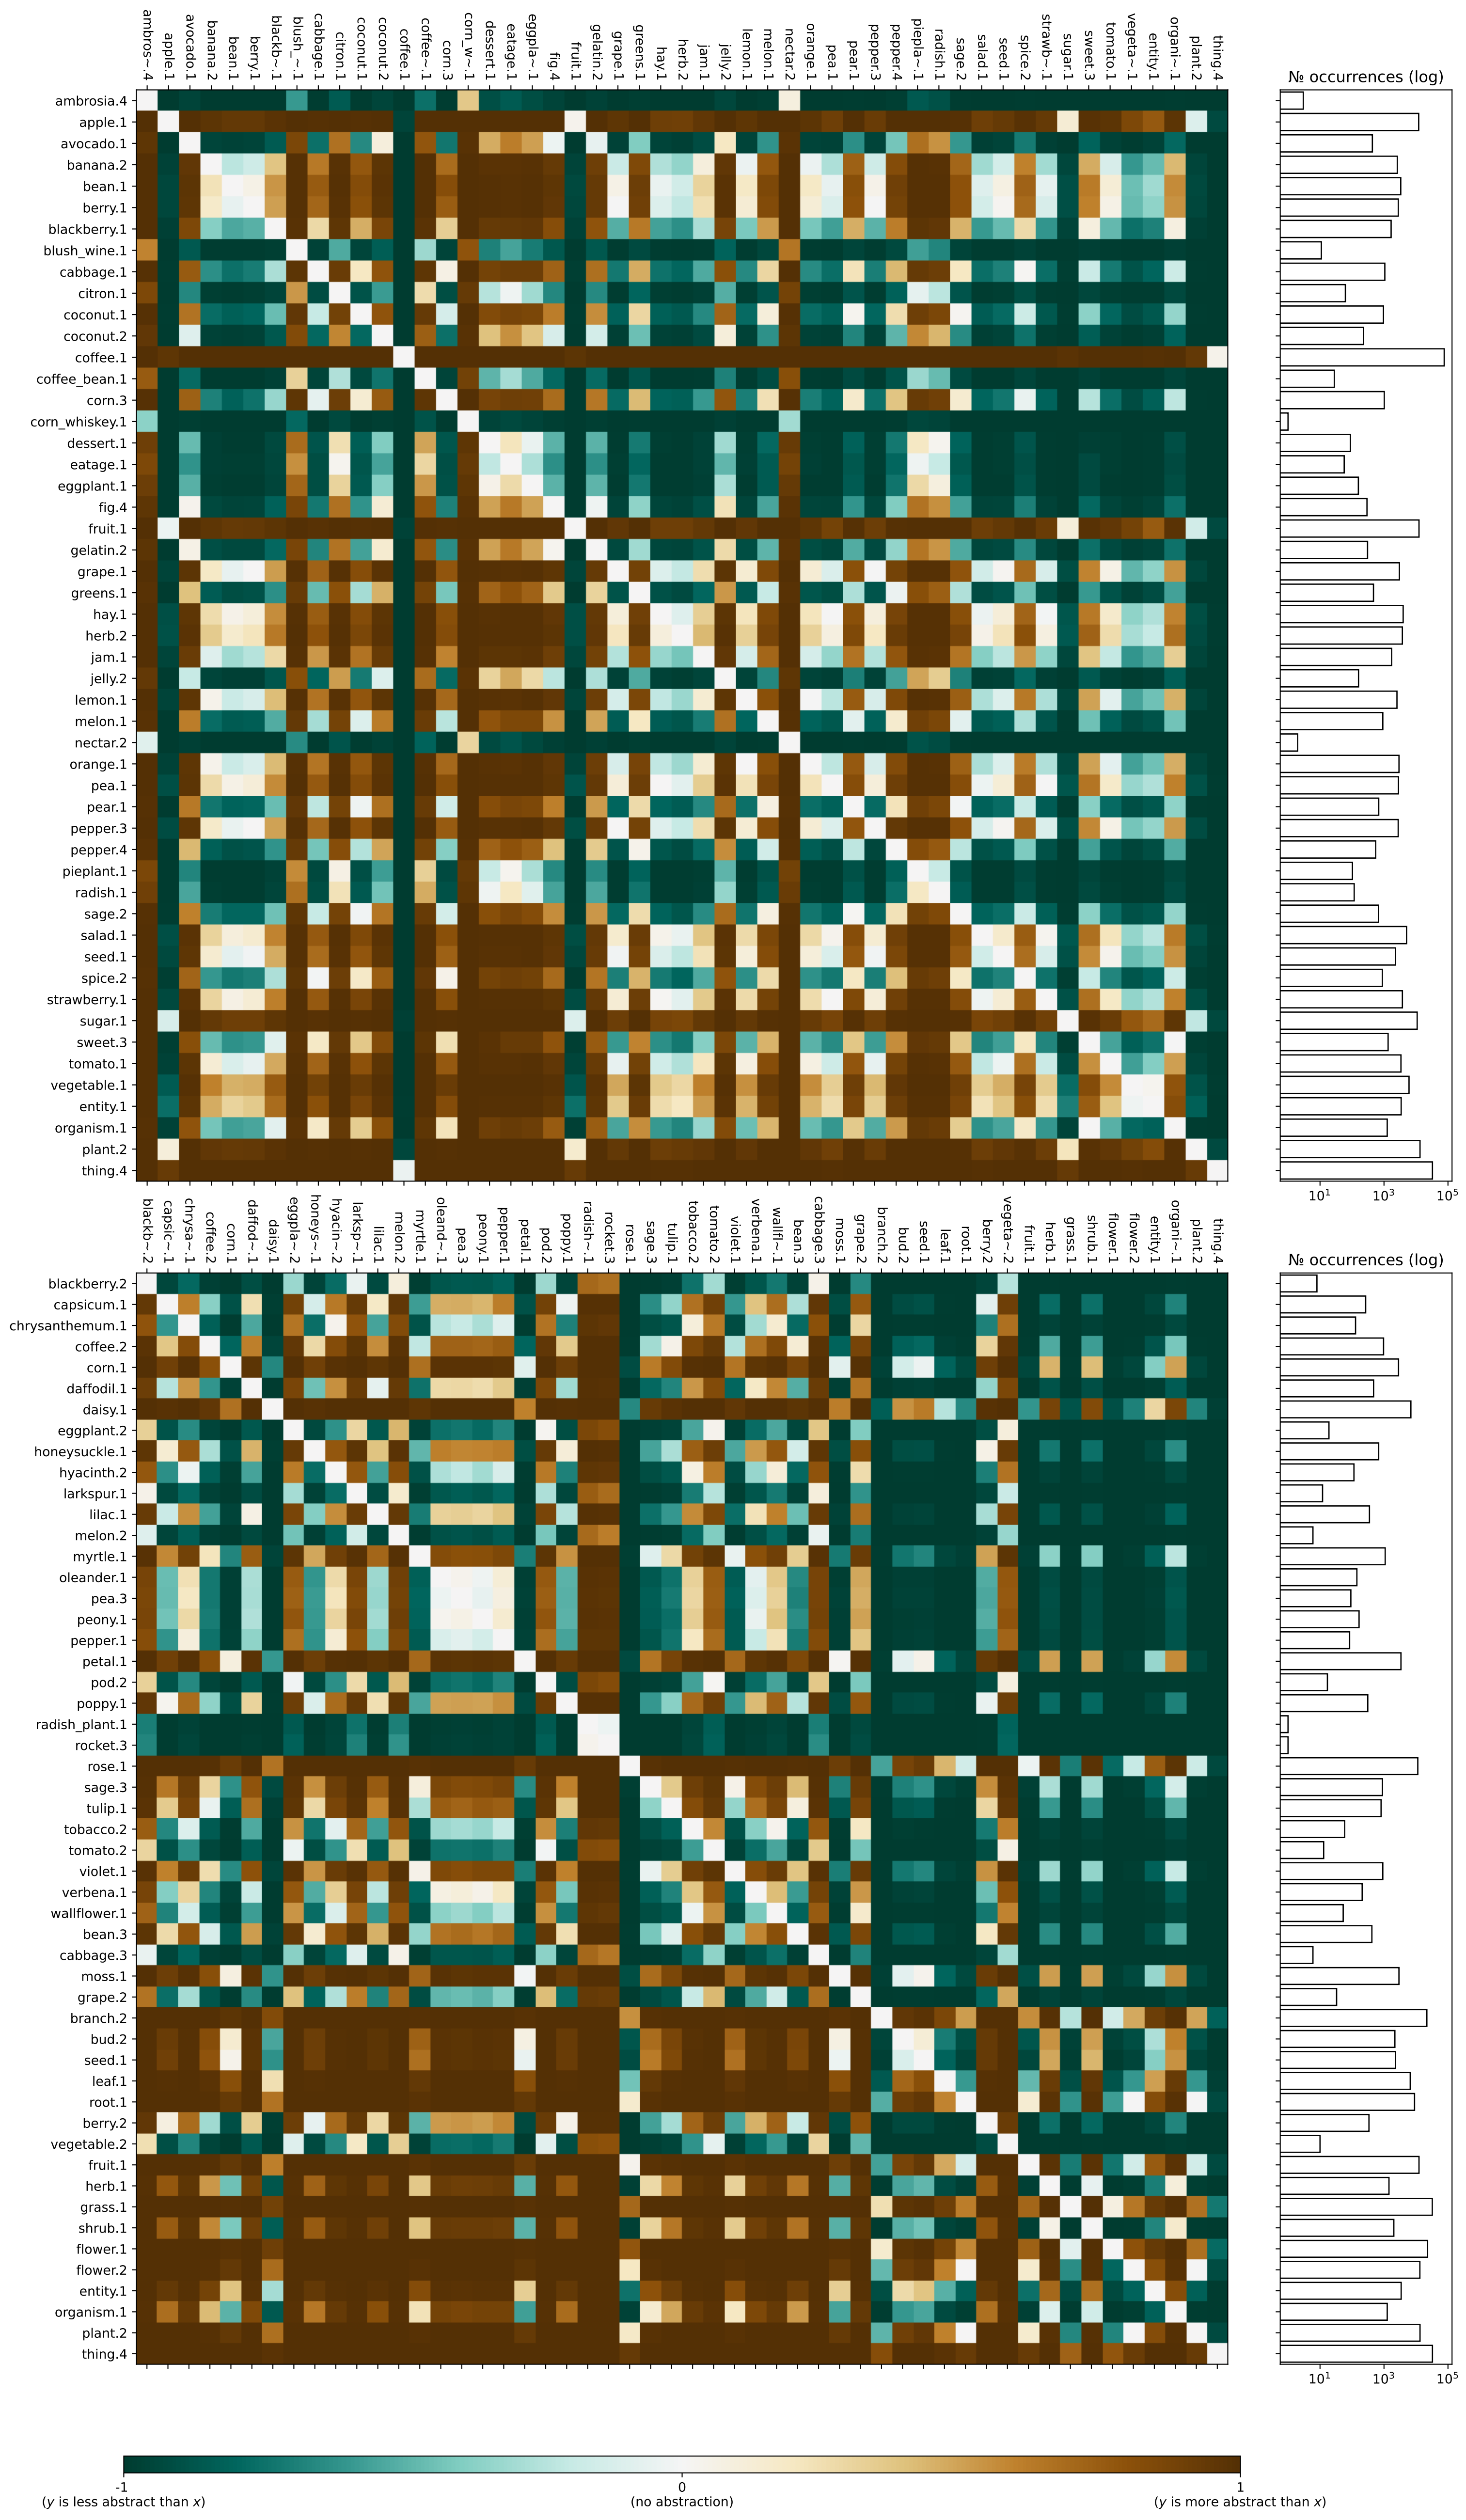 ambros~.4 apple.1 avocado.1 banana.2 bean.1 berry.1 blackb~.1 blush_~.1 cabbage.1 citron.1 coconut.1 coconut.2 coffee.1 coffee~.1 corn.3 corn_w~.1 dessert.1 eatage.1 eggpla~.1 fig.4 fruit.1 gelatin.2 grape.1 greens.1 hay.1 herb.2 jam.1 jelly.2 lemon.1 melon.1 nectar.2 orange.1 pea.1 pear.1 pepper.3 pepper.4 piepla~.1 radish.1 sage.2 salad.1 seed.1 spice.2 strawb~.1 sugar.1 sweet.3 tomato.1 vegeta~.1 entity.1 organi~.1 plant.2 thing.4
№ occurrences (log)
ambrosia.4
apple.1
avocado.1
banana.2
bean.1
berry.1
blackberry.1
blush_wine.1
cabbage.1
citron.1
coconut.1
coconut.2
coffee.1
coffee_bean.1
corn.3
corn_whiskey.1
dessert.1
eatage.1
eggplant.1
fig.4
fruit.1
gelatin.2
grape.1
greens.1
hay.1
herb.2
jam.1
jelly.2
lemon.1
melon.1
nectar.2
orange.1
pea.1
pear.1
pepper.3
pepper.4
pieplant.1
radish.1
sage.2
salad.1
seed.1
spice.2
strawberry.1
sugar.1
sweet.3
tomato.1
vegetable.1
entity.1
organism.1
plant.2
thing.4
10¹ 10³ 10⁵
blackb~.2 capsic~.1 chrysa~.1 coffee.2 corn.1 daffod~.1 daisy.1 eggpla~.2 honeys~.1 hyacin~.2 larksp~.1 lilac.1 melon.2 myrtle.1 oleand~.1 pea.3 peony.1 pepper.1 petal.1 pod.2 poppy.1 radish~.1 rocket.3 rose.1 sage.3 tulip.1 tobacco.2 tomato.2 violet.1 verbena.1 wallfl~.1 bean.3 cabbage.3 moss.1 grape.2 branch.2 bud.2 seed.1 leaf.1 root.1 berry.2 vegeta~.2 fruit.1 herb.1 grass.1 shrub.1 flower.1 flower.2 entity.1 organi~.1 plant.2 thing.4
№ occurrences (log)
blackberry.2
capsicum.1
chrysanthemum.1
coffee.2
corn.1
daffodil.1
daisy.1
eggplant.2
honeysuckle.1
hyacinth.2
larkspur.1
lilac.1
melon.2
myrtle.1
oleander.1
pea.3
peony.1
pepper.1
petal.1
pod.2
poppy.1
radish_plant.1
rocket.3
rose.1
sage.3
tulip.1
tobacco.2
tomato.2
violet.1
verbena.1
wallflower.1
bean.3
cabbage.3
moss.1
grape.2
branch.2
bud.2
seed.1
leaf.1
root.1
berry.2
vegetable.2
fruit.1
herb.1
grass.1
shrub.1
flower.1
flower.2
entity.1
organism.1
plant.2
thing.4
10¹ 10³ 10⁵
-1 0 1
(y is less abstract than x) (no abstraction) (y is more abstract than x)